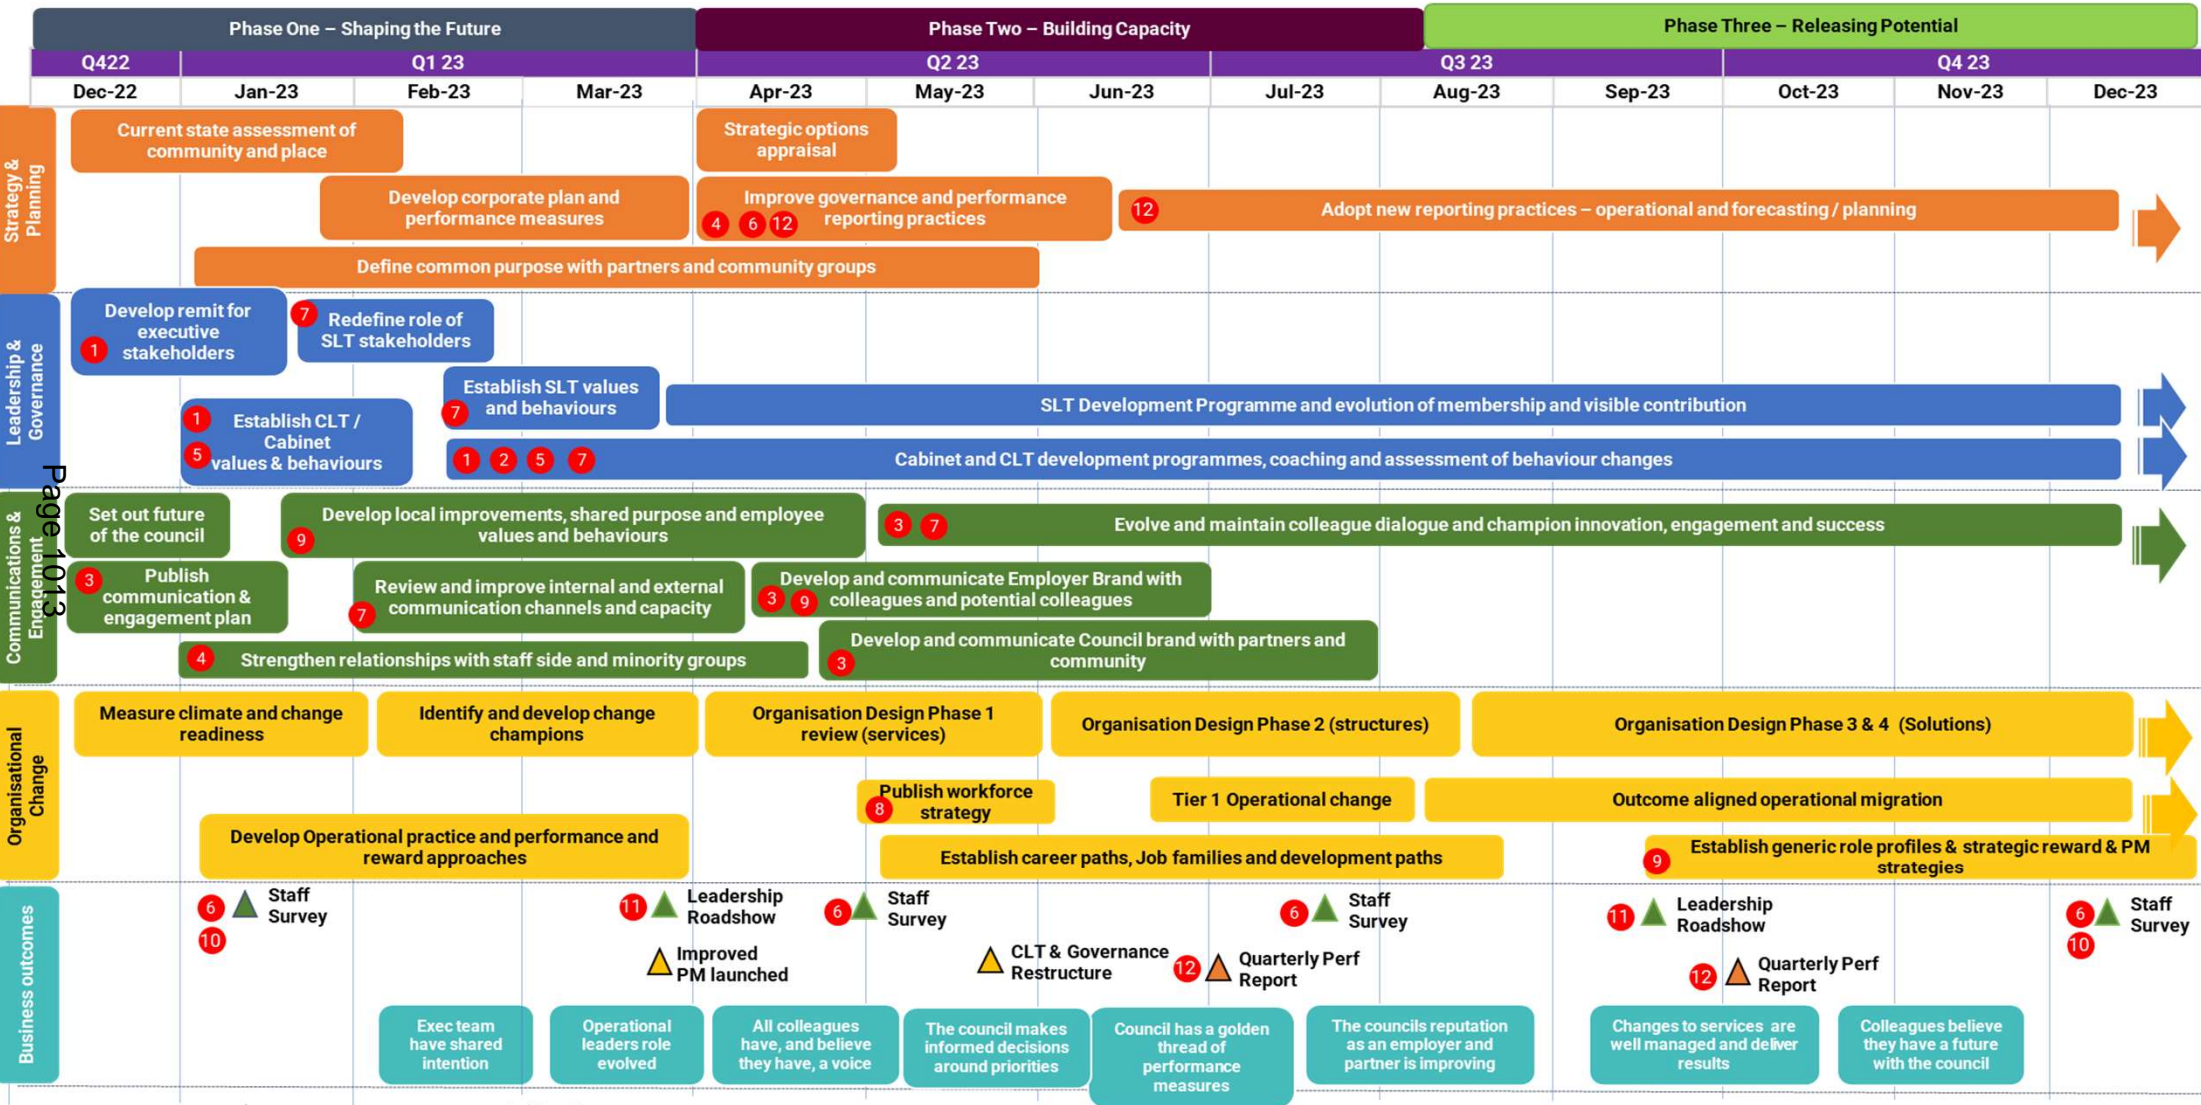 Phase One – Shaping the Future
Phase Two – Building Capacity
Phase Three – Releasing Potential
Q422
Q1 23
Q2 23
Q3 23
Q4 23
Dec-22
Jan-23
Feb-23
Mar-23
Apr-23
May-23
Jun-23
Jul-23
Aug-23
Sep-23
Oct-23
Nov-23
Dec-23
Strategy &
Planning
Current state assessment of
community and place
Strategic options
appraisal
Develop corporate plan and
performance measures
Improve governance and performance
reporting practices
4
6
12
12
Adopt new reporting practices – operational and forecasting / planning
Define common purpose with partners and community groups
Leadership &
Governance
Develop remit for
executive
stakeholders
1
7
Redefine role of
SLT stakeholders
Establish SLT values
and behaviours
7
SLT Development Programme and evolution of membership and visible contribution
1
5
Establish CLT /
Cabinet
values & behaviours
1
2
5
7
Cabinet and CLT development programmes, coaching and assessment of behaviour changes
Page 1013
Communications &
Engagement
Set out future
of the council
Develop local improvements, shared purpose and employee
values and behaviours
9
3
7
Evolve and maintain colleague dialogue and champion innovation, engagement and success
3
Publish
communication &
engagement plan
Review and improve internal and external
communication channels and capacity
7
Develop and communicate Employer Brand with
colleagues and potential colleagues
3
9
4
Strengthen relationships with staff side and minority groups
Develop and communicate Council brand with partners and
community
3
Organisational
Change
Measure climate and change
readiness
Identify and develop change
champions
Organisation Design Phase 1
review (services)
Organisation Design Phase 2 (structures)
Organisation Design Phase 3 & 4 (Solutions)
Publish workforce
strategy
8
Tier 1 Operational change
Outcome aligned operational migration
Develop Operational practice and performance and
reward approaches
Establish career paths, Job families and development paths
9
Establish generic role profiles & strategic reward & PM
strategies
Business outcomes
6
10
Staff
Survey
11
Leadership
Roadshow
6
Staff
Survey
6
Staff
Survey
11
Leadership
Roadshow
6
10
Staff
Survey
Improved
PM launched
CLT & Governance
Restructure
12
Quarterly Perf
Report
12
Quarterly Perf
Report
Exec team
have shared
intention
Operational
leaders role
evolved
All colleagues
have, and believe
they have, a voice
The council makes
informed decisions
around priorities
Council has a golden
thread of
performance
measures
The councils reputation
as an employer and
partner is improving
Changes to services are
well managed and deliver
results
Colleagues believe
they have a future
with the council